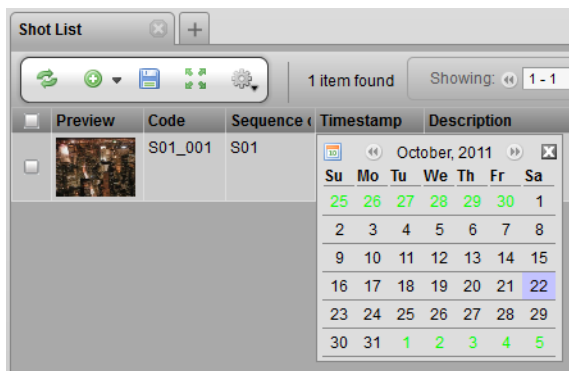 Shot List
1 item found Showing: 1 - 1
Preview Code Sequence Timestamp Description
S01_001 S01
10 October, 2011
Su Mo Tu We Th Fr Sa
25 26 27 28 29 30 1
2 3 4 5 6 7 8
9 10 11 12 13 14 15
16 17 18 19 20 21 22
23 24 25 26 27 28 29
30 31 1 2 3 4 5